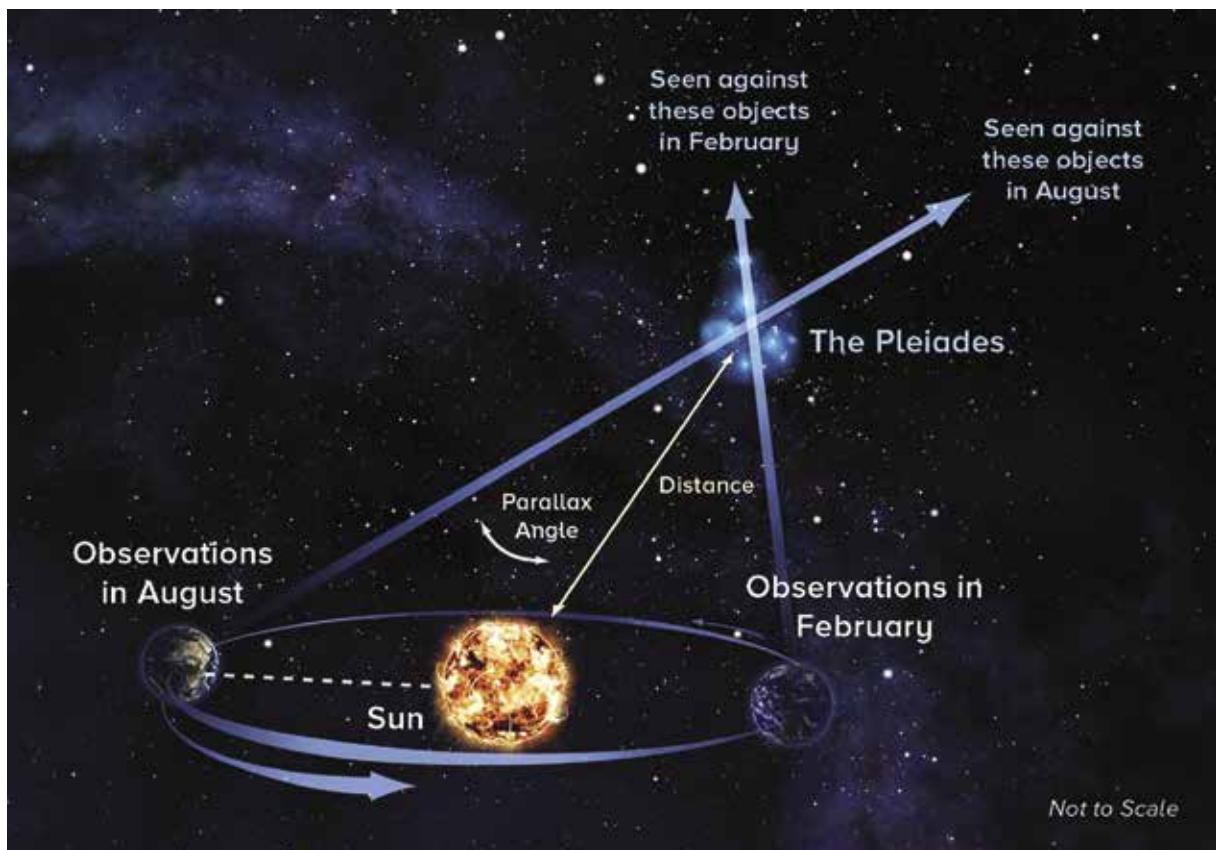 Seen against
these objects
in February
Seen against
these objects
in August
The Pleiades
Distance
Parallax
Angle
Observations
in August
Observations in
February
Sun
Not to Scale